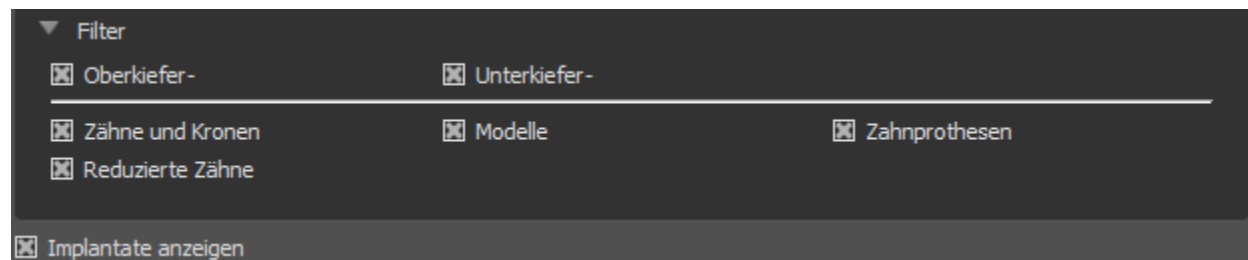 Filter
Oberkiefer- Unterkiefer-
Zähne und Kronen Modelle Zahnprothesen
Reduzierte Zähne
Implantate anzeigen